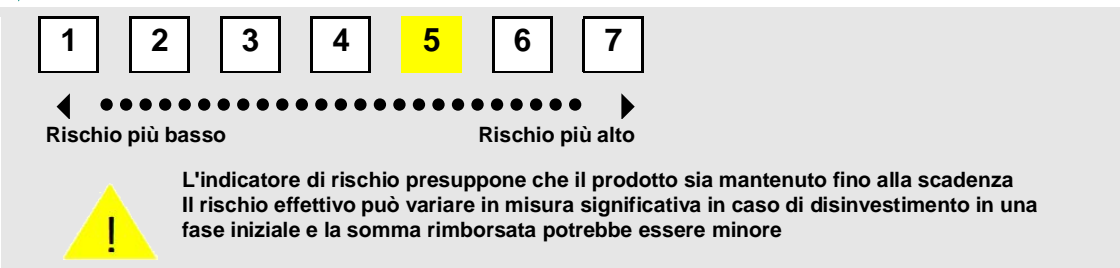 1 2 3 4 5 6 7
Rischio più basso Rischio più alto
L'indicatore di rischio presuppone che il prodotto sia mantenuto fino alla scadenza
Il rischio effettivo può variare in misura significativa in caso di disinvestimento in una
fase iniziale e la somma rimborsata potrebbe essere minore
!